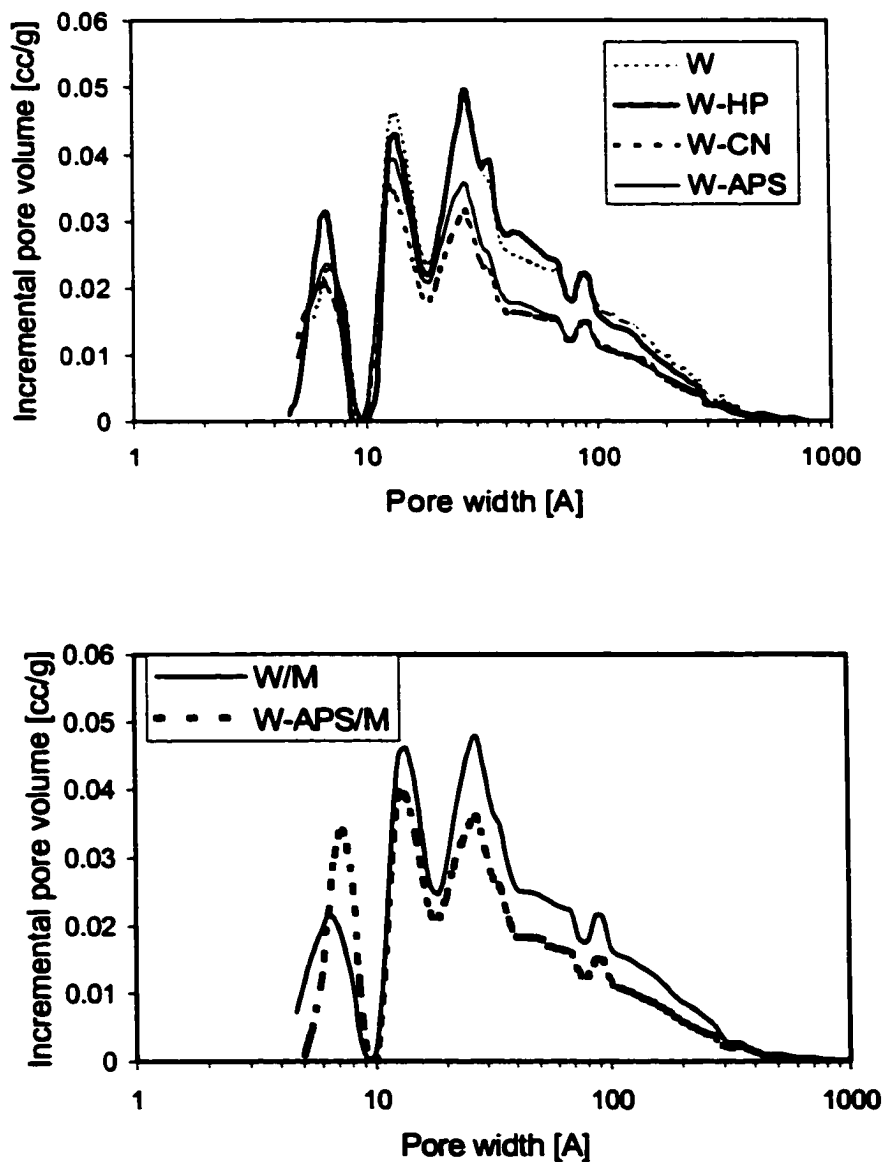 0.06
0.05
0.04
0.03
0.02
0.01
0
Incremental pore volume [cc/g]
W
W-HP
W-CN
W-APS
1
10
100
1000
Pore width [A]
0.06
0.05
0.04
0.03
0.02
0.01
0
Incremental pore volume [cc/g]
W/M
W-APS/M
1
10
100
1000
Pore width [A]